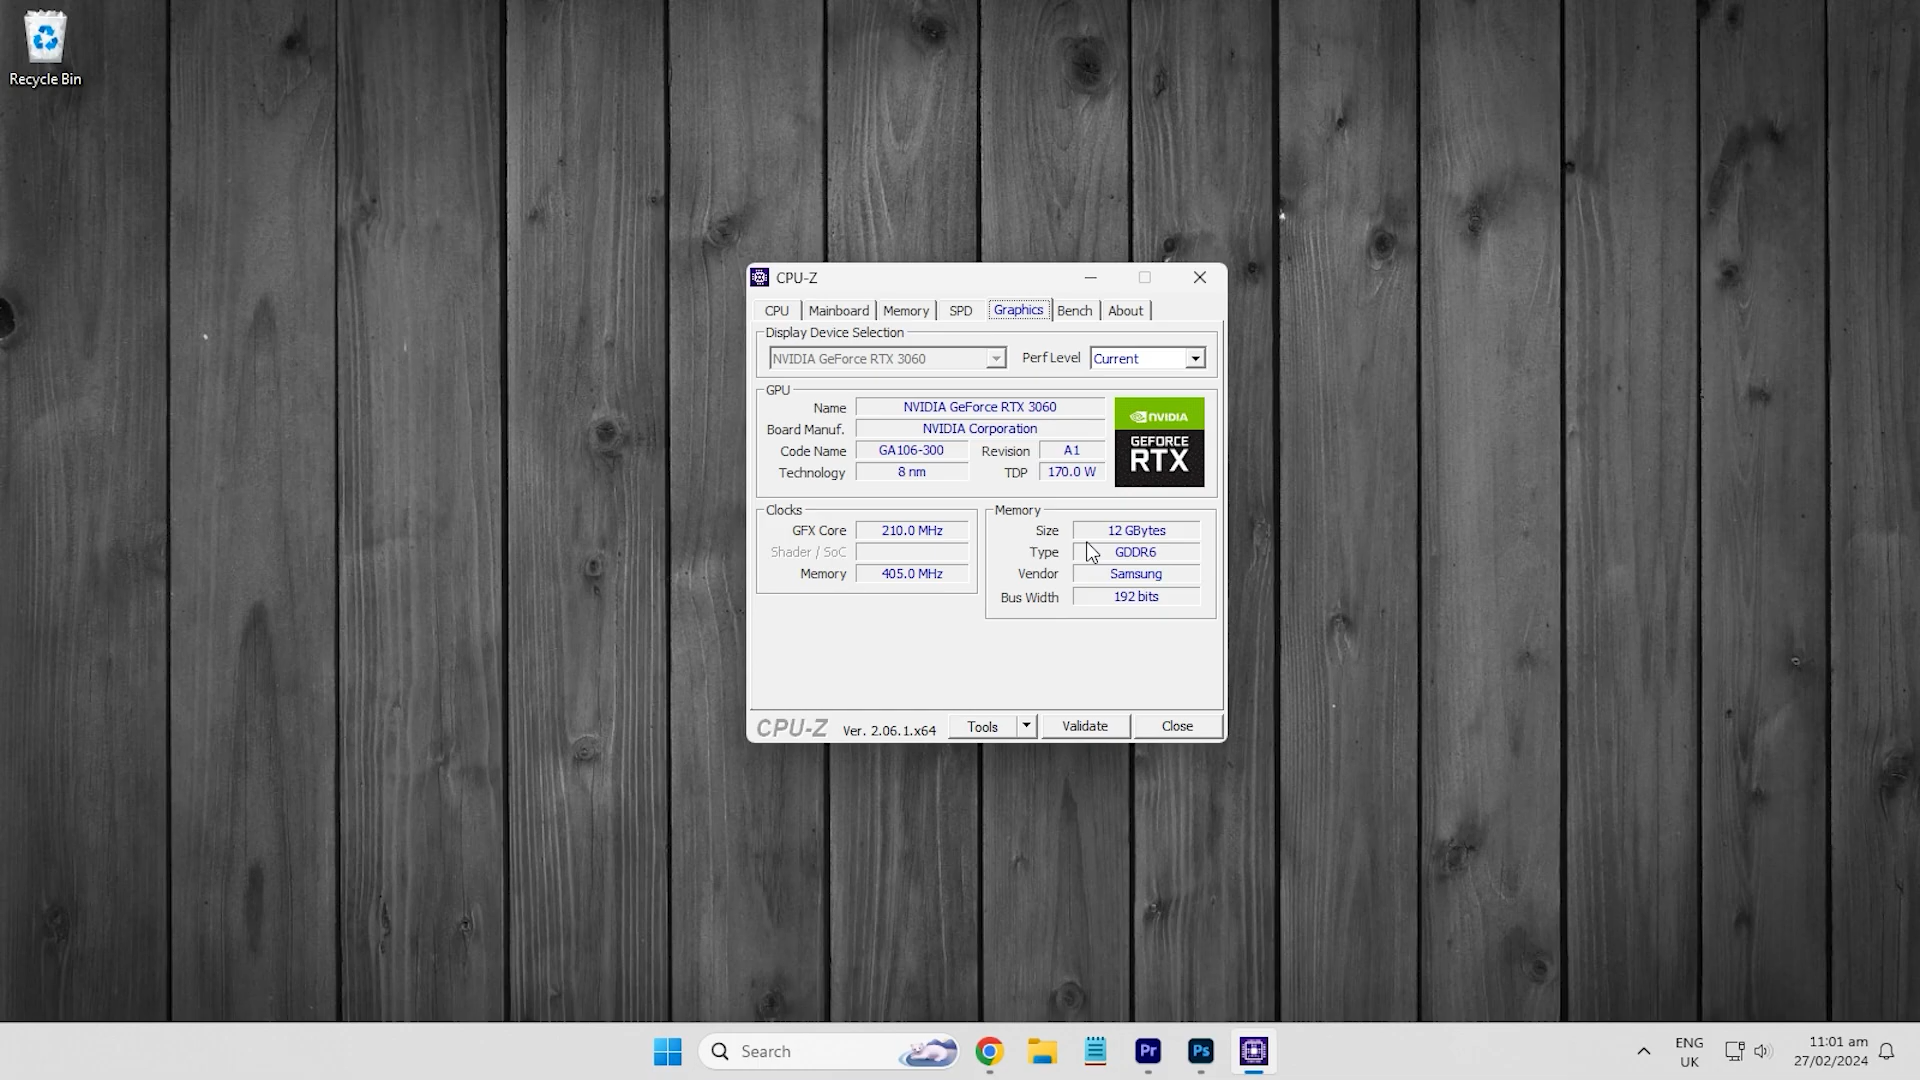 Recycle Bin
CPU-Z
CPU Mainboard Memory SPD Graphics Bench About
Display Device Selection
NVIDIA GeForce RTX 3060 Perf Level Current
GPU
Name NVIDIA GeForce RTX 3060
Board Manuf. NVIDIA Corporation
Code Name GA106-300 Revision A1
Technology 8 nm TDP 170.0 W
NVIDIA
GEFORCE
RTX
Clocks
GFX Core 210.0 MHz
Shader / SoC
Memory 405.0 MHz
Memory
Size 12 GBytes
Type GDDR6
Vendor Samsung
Bus Width 192 bits
CPU-Z Ver. 2.06.1.x64 Tools Validate Close
Search
Pr
Ps
ENG
UK
11:01 am
27/02/2024